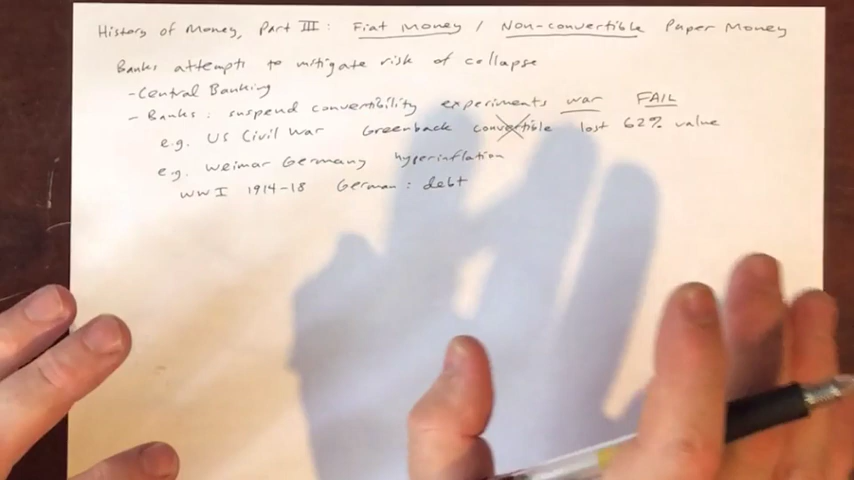 History of Money, Part III: Fiat Money / Non-convertible Paper Money
Banks attempt to mitigate risk of collapse
- Central Banking
- Banks: suspend convertibility experiments war FAIL
e.g. US Civil War Greenback convertible lost 62% value
e.g. Weimar Germany hyperinflation
WWI 1914-18 German: debt